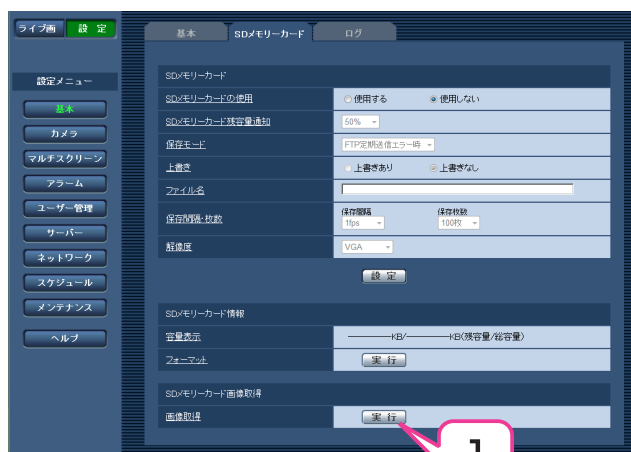 ライブ画 設 定
基本 SDメモリーカード ログ
設定メニュー
基本
カメラ
マルチスクリーン
アラーム
ユーザー管理
サーバー
ネットワーク
スケジュール
メンテナンス
ヘルプ
SDメモリーカード
SDメモリーカードの使用 使用する 使用しない
SDメモリーカード残容量通知 50%
保存モード FTP定期送信エラー時
上書き 上書きあり 上書きなし
ファイル名
保存間隔・枚数 保存間隔 保存枚数
1fps 100枚
解像度 VGA
設 定
SDメモリーカード情報
容量表示 ―――――KB/―――――KB(残容量/総容量)
フォーマット 実 行
SDメモリーカード画像取得
画像取得 実 行
1